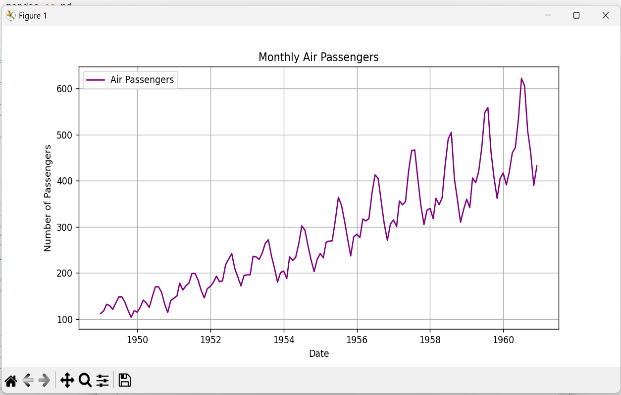 Figure 1
Monthly Air Passengers
Air Passengers
600
500
400
300
200
100
Number of Passengers
1950
1952
1954
1956
1958
1960
Date